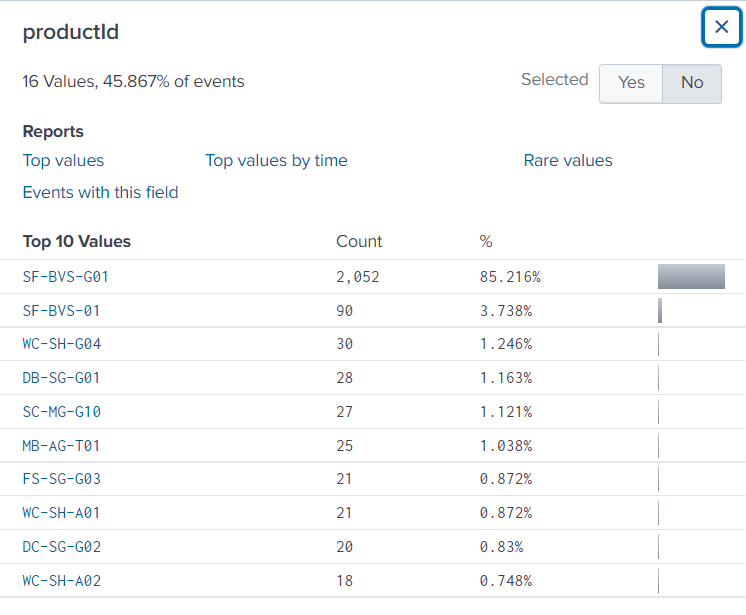 productId
16 Values, 45.867% of events
Selected Yes No
Reports
Top values Top values by time Rare values
Events with this field
Top 10 Values Count %
SF-BVS-G01 2,052 85.216%
SF-BVS-01 90 3.738%
WC-SH-G04 30 1.246%
DB-SG-G01 28 1.163%
SC-MG-G10 27 1.121%
MB-AG-T01 25 1.038%
FS-SG-G03 21 0.872%
WC-SH-A01 21 0.872%
DC-SG-G02 20 0.83%
WC-SH-A02 18 0.748%